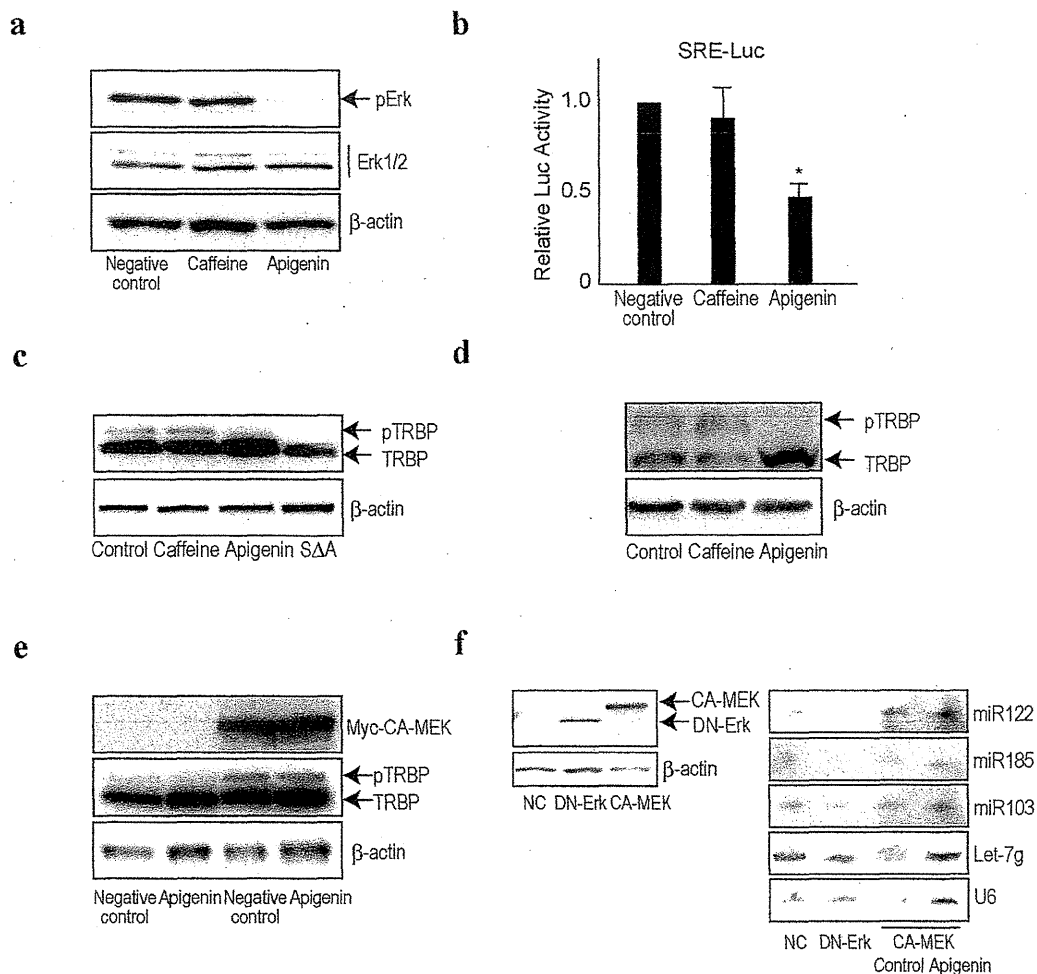 a
pErk
Erk1/2
β-actin
Negative control
Caffeine
Apigenin
b
SRE-Luc
Relative Luc Activity
1.0
0.5
0
*
Negative control
Caffeine
Apigenin
c
pTRBP
TRBP
β-actin
Control Caffeine Apigenin SΔA
d
pTRBP
TRBP
β-actin
Control Caffeine Apigenin
e
Myc-CA-MEK
pTRBP
TRBP
β-actin
Negative control
Apigenin
Negative control
Apigenin
f
CA-MEK
DN-Erk
β-actin
NC DN-Erk CA-MEK
miR122
miR185
miR103
Let-7g
U6
NC DN-Erk CA-MEK
Control Apigenin